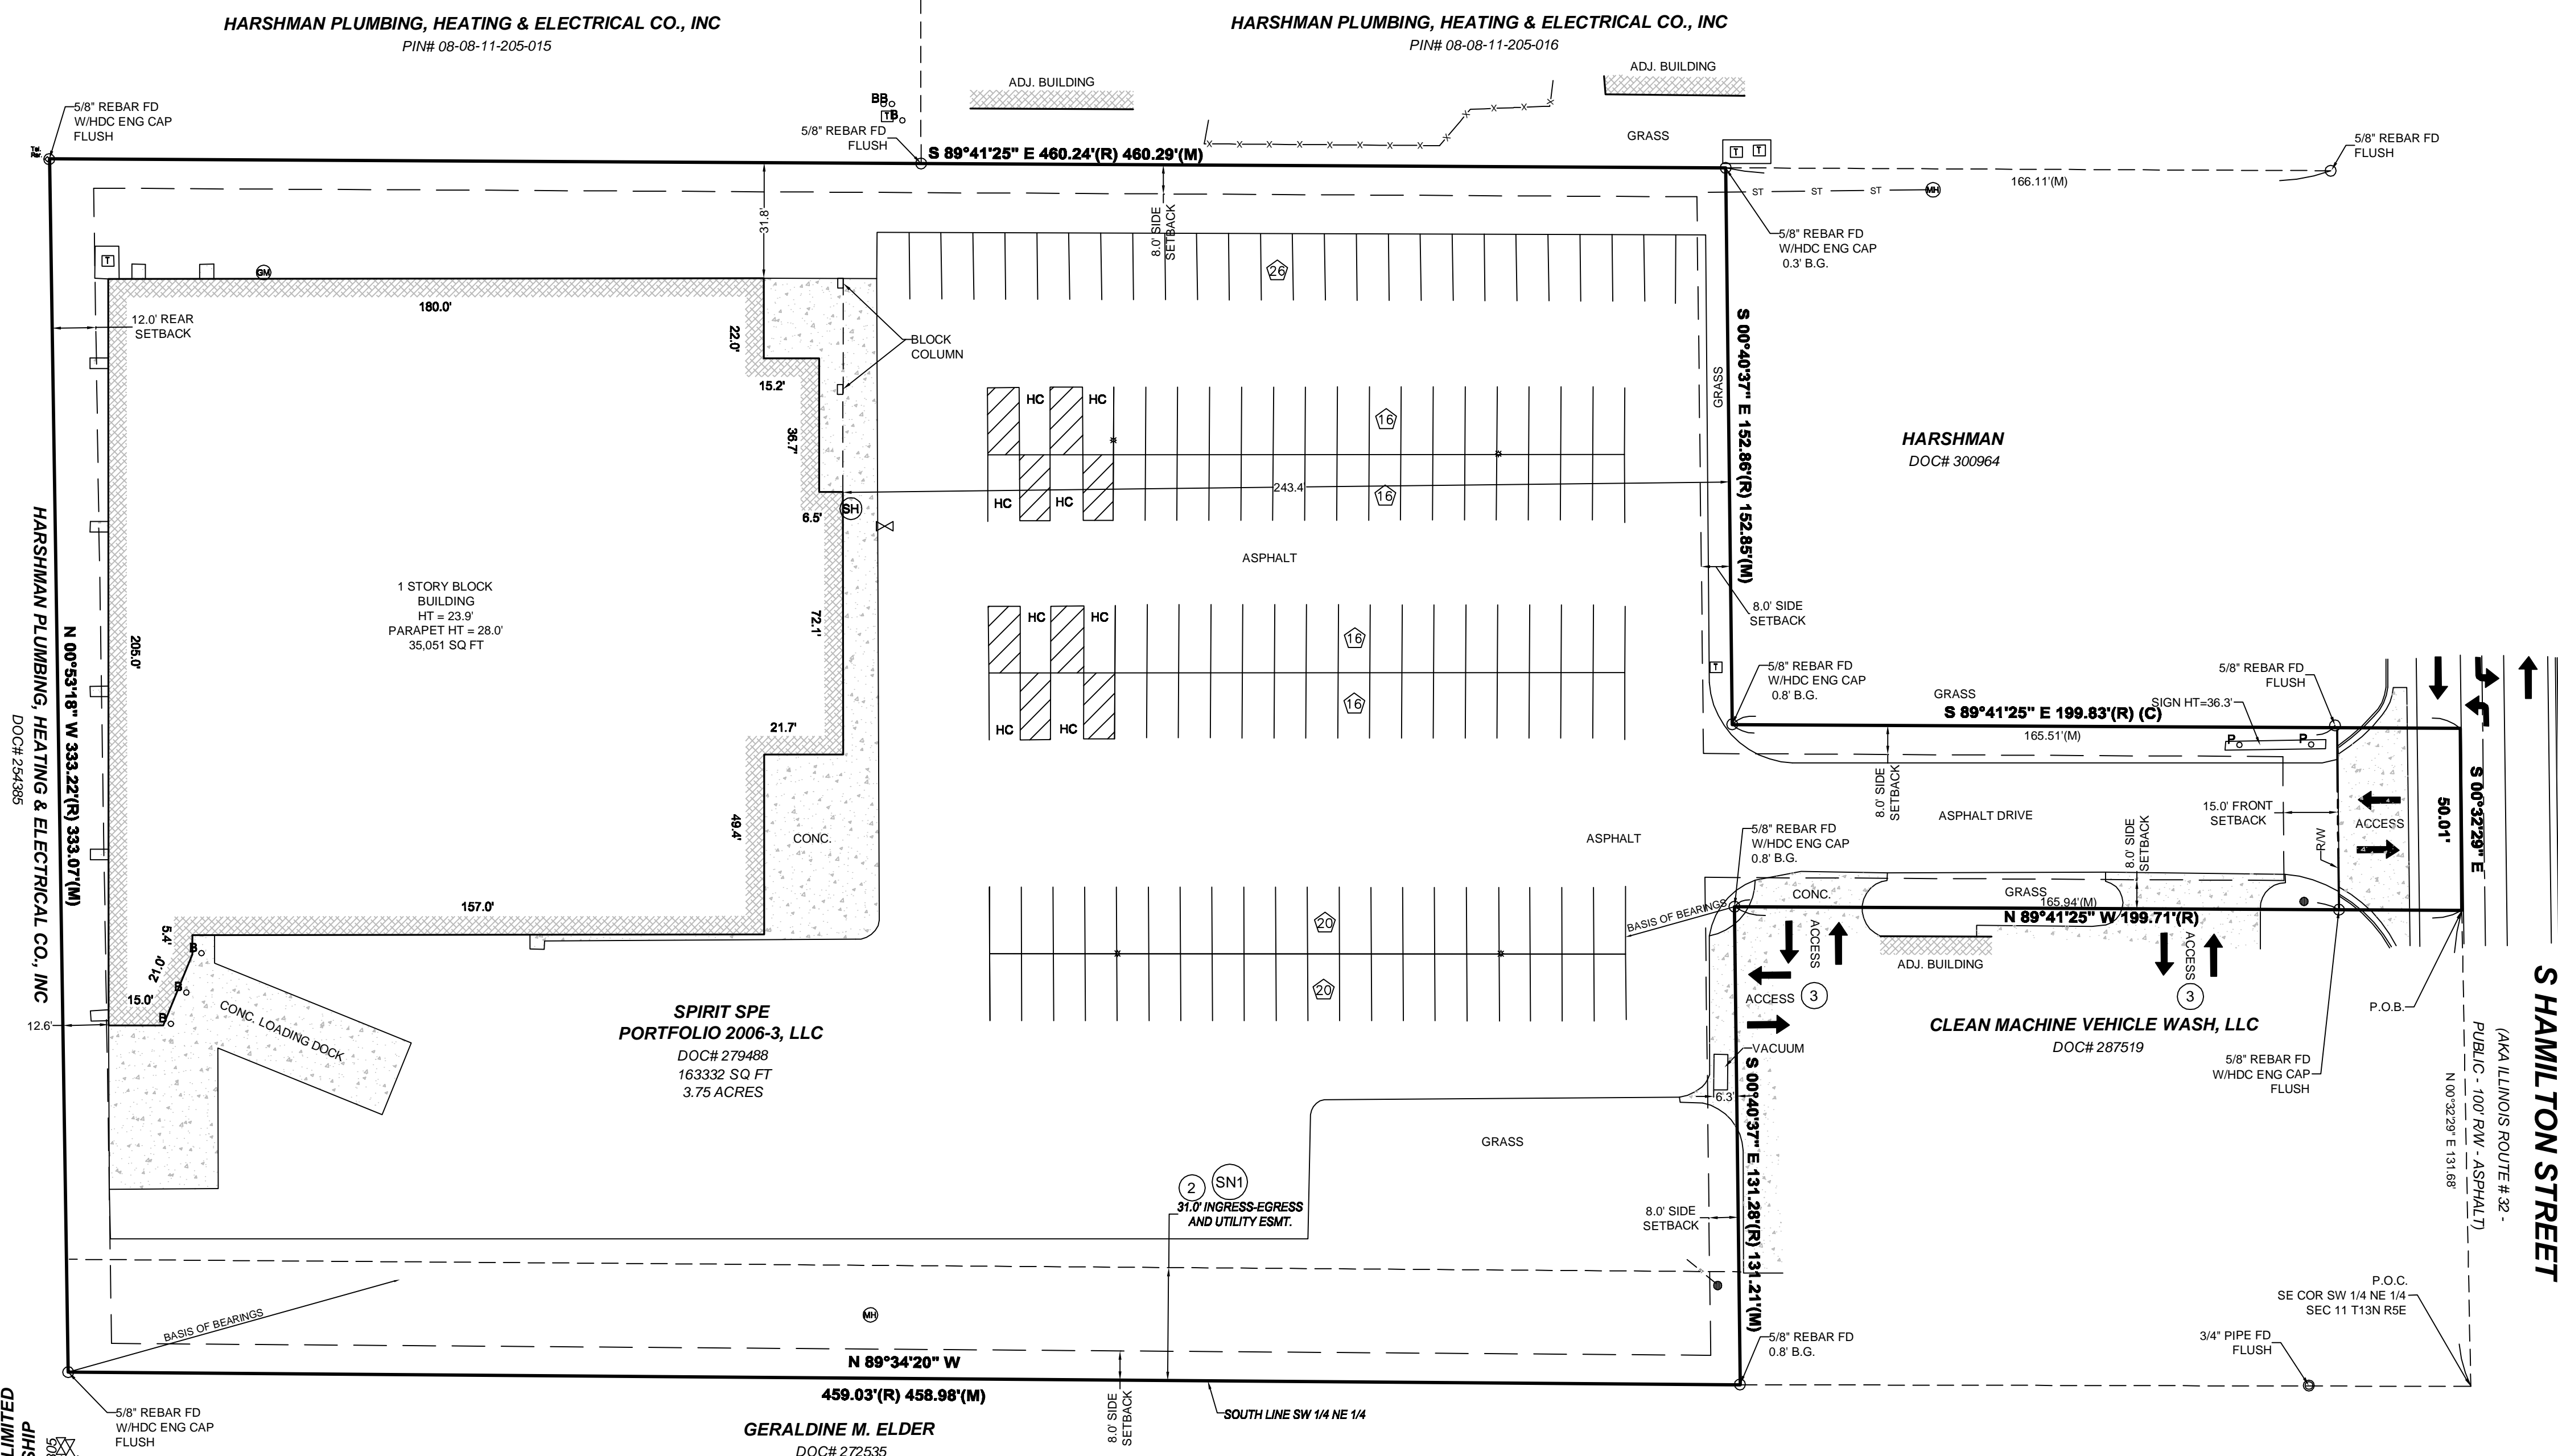 HARSHMAN PLUMBING, HEATING & ELECTRICAL CO., INC
PIN# 08-08-11-205-015
HARSHMAN PLUMBING, HEATING & ELECTRICAL CO., INC
PIN# 08-08-11-205-016
ADJ. BUILDING
ADJ. BUILDING
5/8" REBAR FD
W/HDC ENG CAP
FLUSH
BB
T B
5/8" REBAR FD
FLUSH
GRASS
T T
5/8" REBAR FD
FLUSH
S 89°41'25" E 460.24'(R) 460.29'(M)
166.11'(M)
ST ST ST MH
31.8'
8.0' SIDE
SETBACK
5/8" REBAR FD
W/HDC ENG CAP
0.3' B.G.
T
GM
26
180.0'
12.0' REAR
SETBACK
22.0'
BLOCK
COLUMN
15.2'
GRASS
S 00°40'37" E 152.86'(R) 152.85'(M)
HC HC
16
36.7'
HARSHMAN
DOC# 300964
243.4'
16
HC HC
6.5'
SH
ASPHALT
1 STORY BLOCK
BUILDING
HT = 23.9'
PARAPET HT = 28.0'
35,051 SQ FT
HARSHMAN PLUMBING, HEATING & ELECTRICAL CO., INC
DOC# 254385
N 00°53'18" W 333.22'(R) 333.07'(M)
205.0'
72.1'
HC HC
16
8.0' SIDE
SETBACK
T
5/8" REBAR FD
W/HDC ENG CAP
0.8' B.G.
5/8" REBAR FD
FLUSH
GRASS
SIGN HT=36.3'
16
S 89°41'25" E 199.83'(R) (C)
165.51'(M)
P P
HC HC
21.7'
49.4'
CONC.
ASPHALT
8.0' SIDE
SETBACK
ASPHALT DRIVE
15.0' FRONT
SETBACK
R/W
ACCESS
50.01'
S 00°32'29" E
5/8" REBAR FD
W/HDC ENG CAP
0.8' B.G.
8.0' SIDE
SETBACK
CONC.
GRASS
165.94'(M)
N 89°41'25" W 199.71'(R)
BASIS OF BEARINGS
157.0'
20
5.4'
B
21.0'
B
15.0'
B
20
12.6'
CONC. LOADING DOCK
ACCESS
ACCESS
3
ADJ. BUILDING
ACCESS
3
P.O.B.
SPIRIT SPE
PORTFOLIO 2006-3, LLC
DOC# 279488
163332 SQ FT
3.75 ACRES
CLEAN MACHINE VEHICLE WASH, LLC
DOC# 287519
VACUUM
5/8" REBAR FD
W/HDC ENG CAP
FLUSH
6.3'
S HAMILTON STREET
(AKA ILLINOIS ROUTE # 32 -
PUBLIC - 100' R/W - ASPHALT)
N 00°32'29" E 131.68'
GRASS
S 00°40'37" E 131.28'(R) 131.21'(M)
2
SN1
31.0' INGRESS-EGRESS
AND UTILITY ESMT.
8.0' SIDE
SETBACK
P.O.C.
SE COR SW 1/4 NE 1/4
SEC 11 T13N R5E
MH
BASIS OF BEARINGS
5/8" REBAR FD
0.8' B.G.
3/4" PIPE FD
FLUSH
N 89°34'20" W
459.03'(R) 458.98'(M)
8.0' SIDE
SETBACK
SOUTH LINE SW 1/4 NE 1/4
5/8" REBAR FD
W/HDC ENG CAP
FLUSH
GERALDINE M. ELDER
DOC# 272535